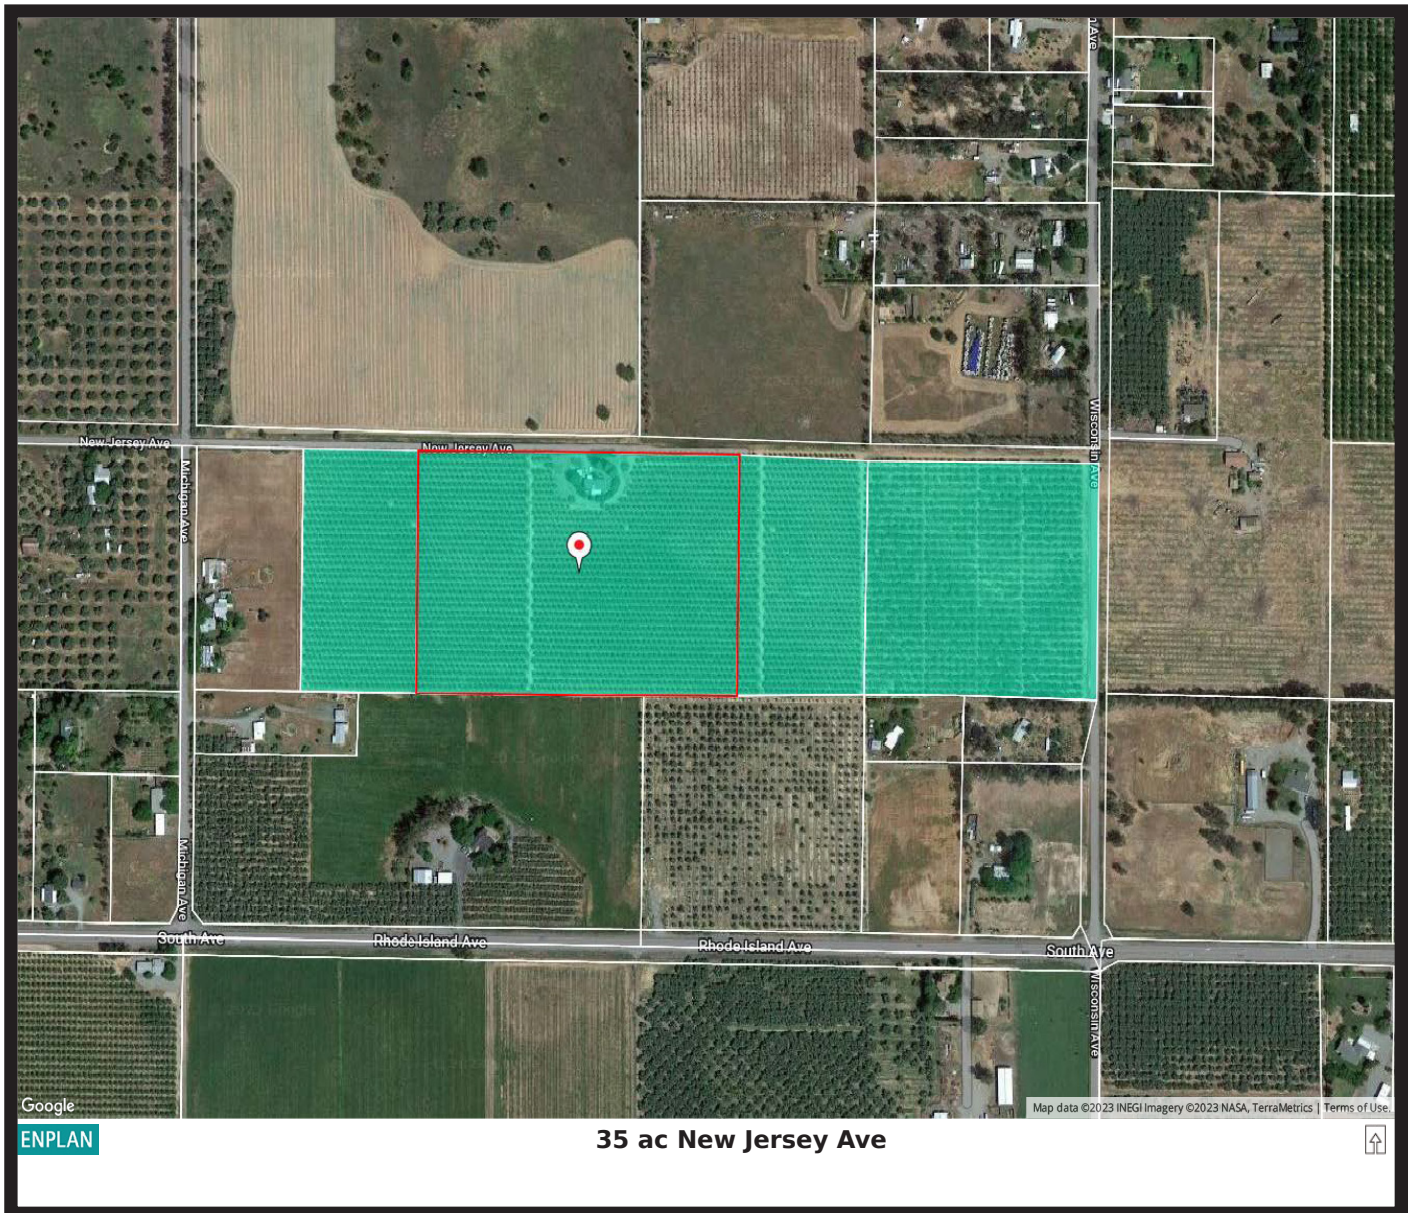 n Ave
New Jersey Ave
New Jersey Ave
Wisconsin Ave
Michigan Ave
Michigan Ave
South Ave
Rhode Island Ave
Rhode Island Ave
South Ave
Wisconsin Ave
Google
Map data ©2023 INEGI Imagery ©2023 NASA, TerraMetrics | Terms of Use.
ENPLAN
35 ac New Jersey Ave